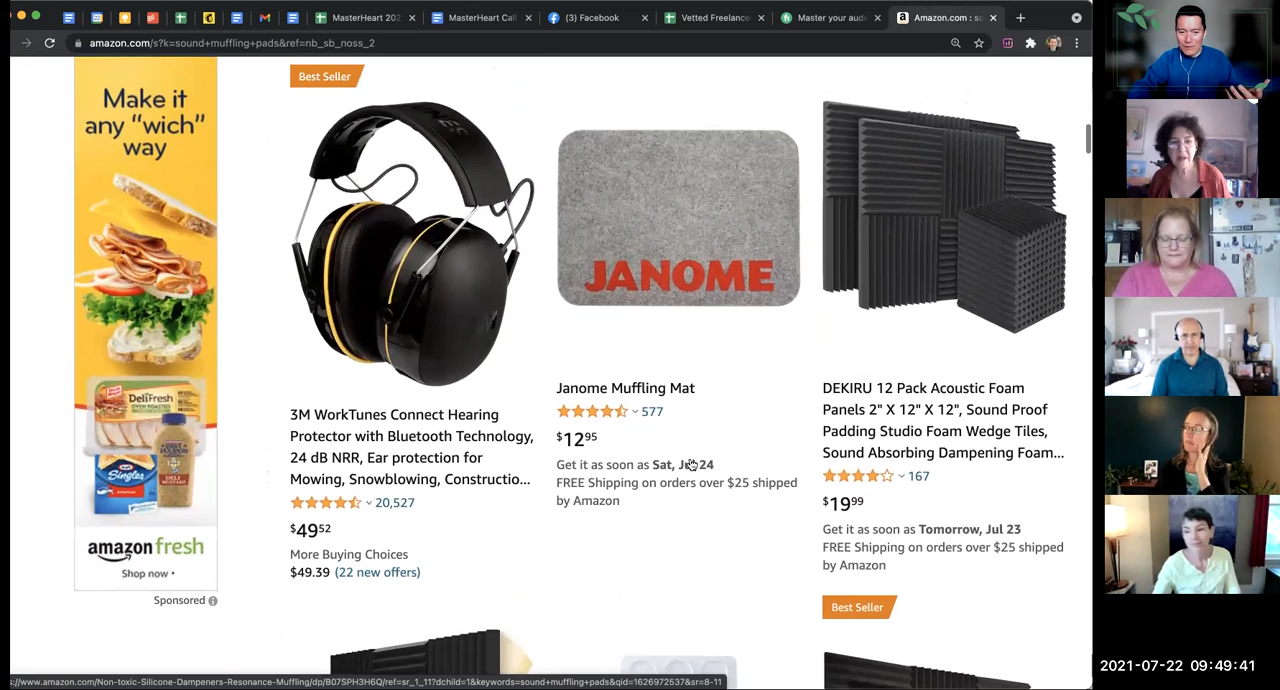 MasterHeart 202
MasterHeart Call
(3) Facebook
Vetted Freelance
Master your aud
Amazon.com : so
amazon.com/s?k=sound+muffling+pads&ref=nb_sb_noss_2
Make it
any “wich”
way
DELI FRESH
Kraft
Singles
amazon fresh
Shop now
Sponsored
Best Seller
3M WorkTunes Connect Hearing
Protector with Bluetooth Technology,
24 dB NRR, Ear protection for
Mowing, Snowblowing, Constructio...
20,527
$49 52
More Buying Choices
$49.39 (22 new offers)
JANOME
Janome Muffling Mat
577
$12 95
Get it as soon as Sat, Jul 24
FREE Shipping on orders over $25 shipped
by Amazon
DEKIRU 12 Pack Acoustic Foam
Panels 2" X 12" X 12", Sound Proof
Padding Studio Foam Wedge Tiles,
Sound Absorbing Dampening Foam...
167
$19 99
Get it as soon as Tomorrow, Jul 23
FREE Shipping on orders over $25 shipped
by Amazon
Best Seller
s://www.amazon.com/Non-toxic-Silicone-Dampeners-Resonance-Muffling/dp/B07SPH3H6Q/ref=sr_1_11?dchild=1&keywords=sound+muffling+pads&qid=1626972537&sr=8-11
2021-07-22 09:49:41